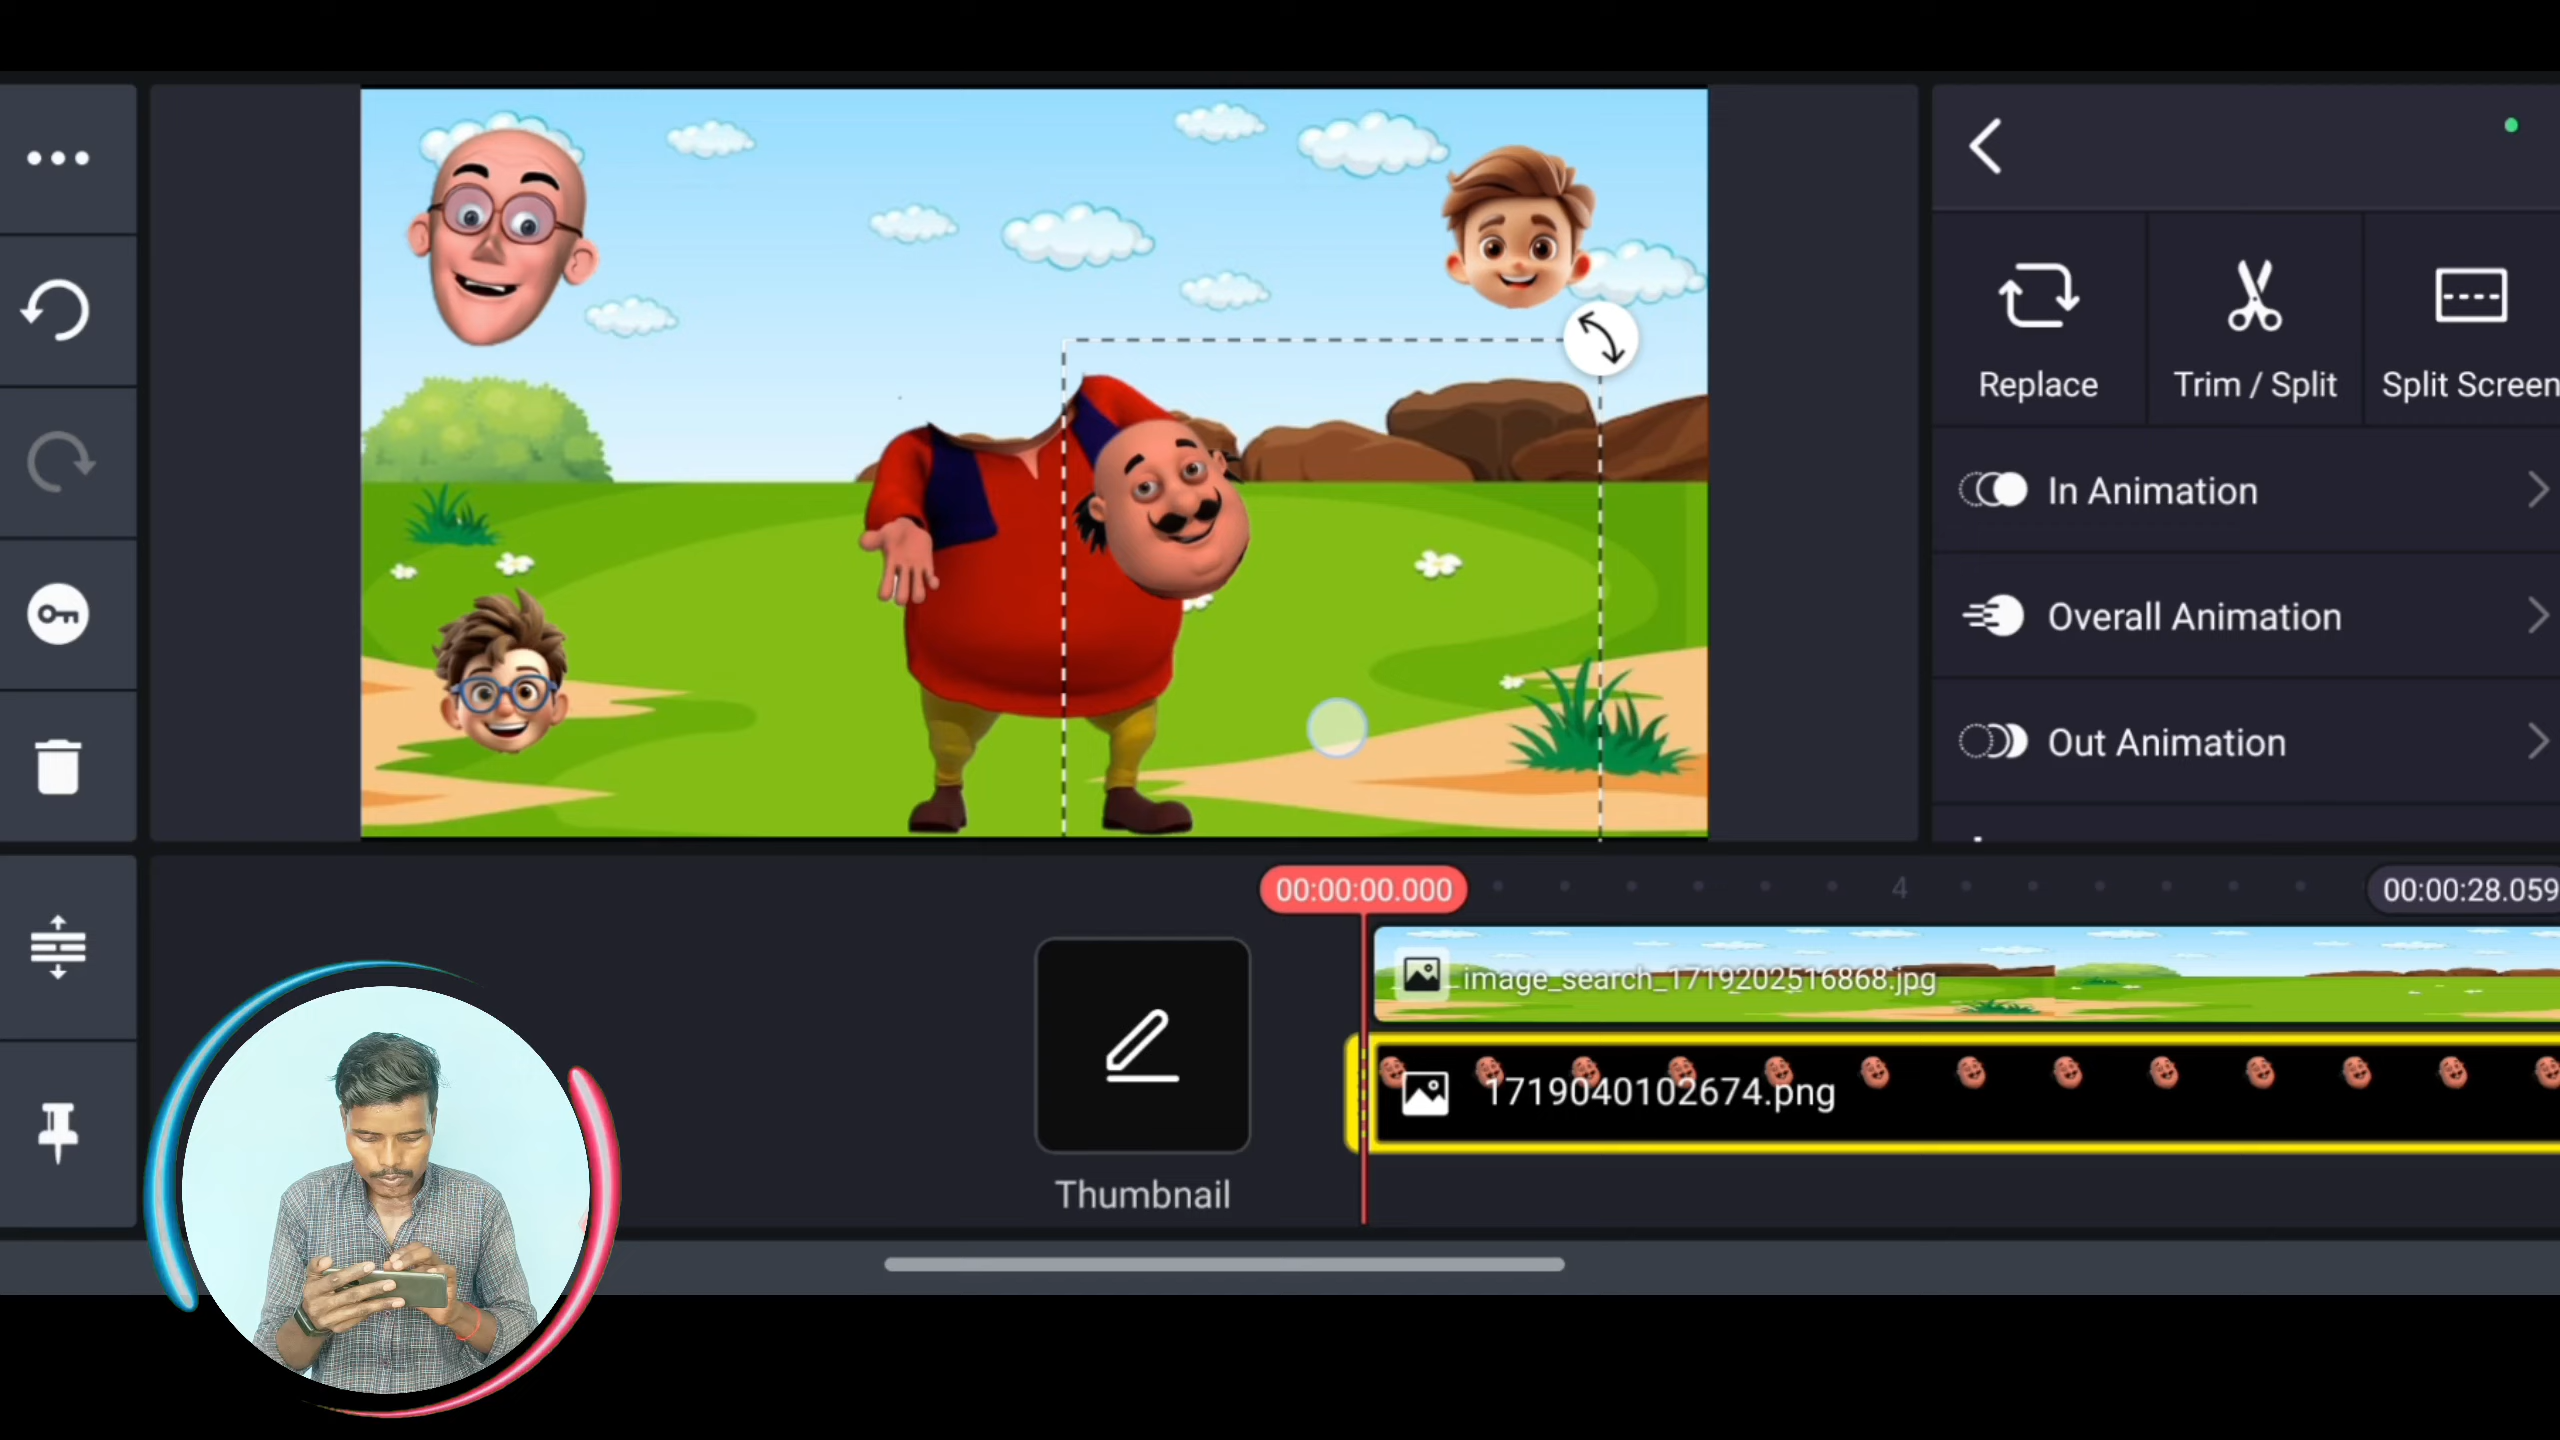 Replace
Trim / Split
Split Screen
In Animation
Overall Animation
Out Animation
00:00:00.000
4
00:00:28.059
image_search_1719202516868.jpg
1719040102674.png
Thumbnail